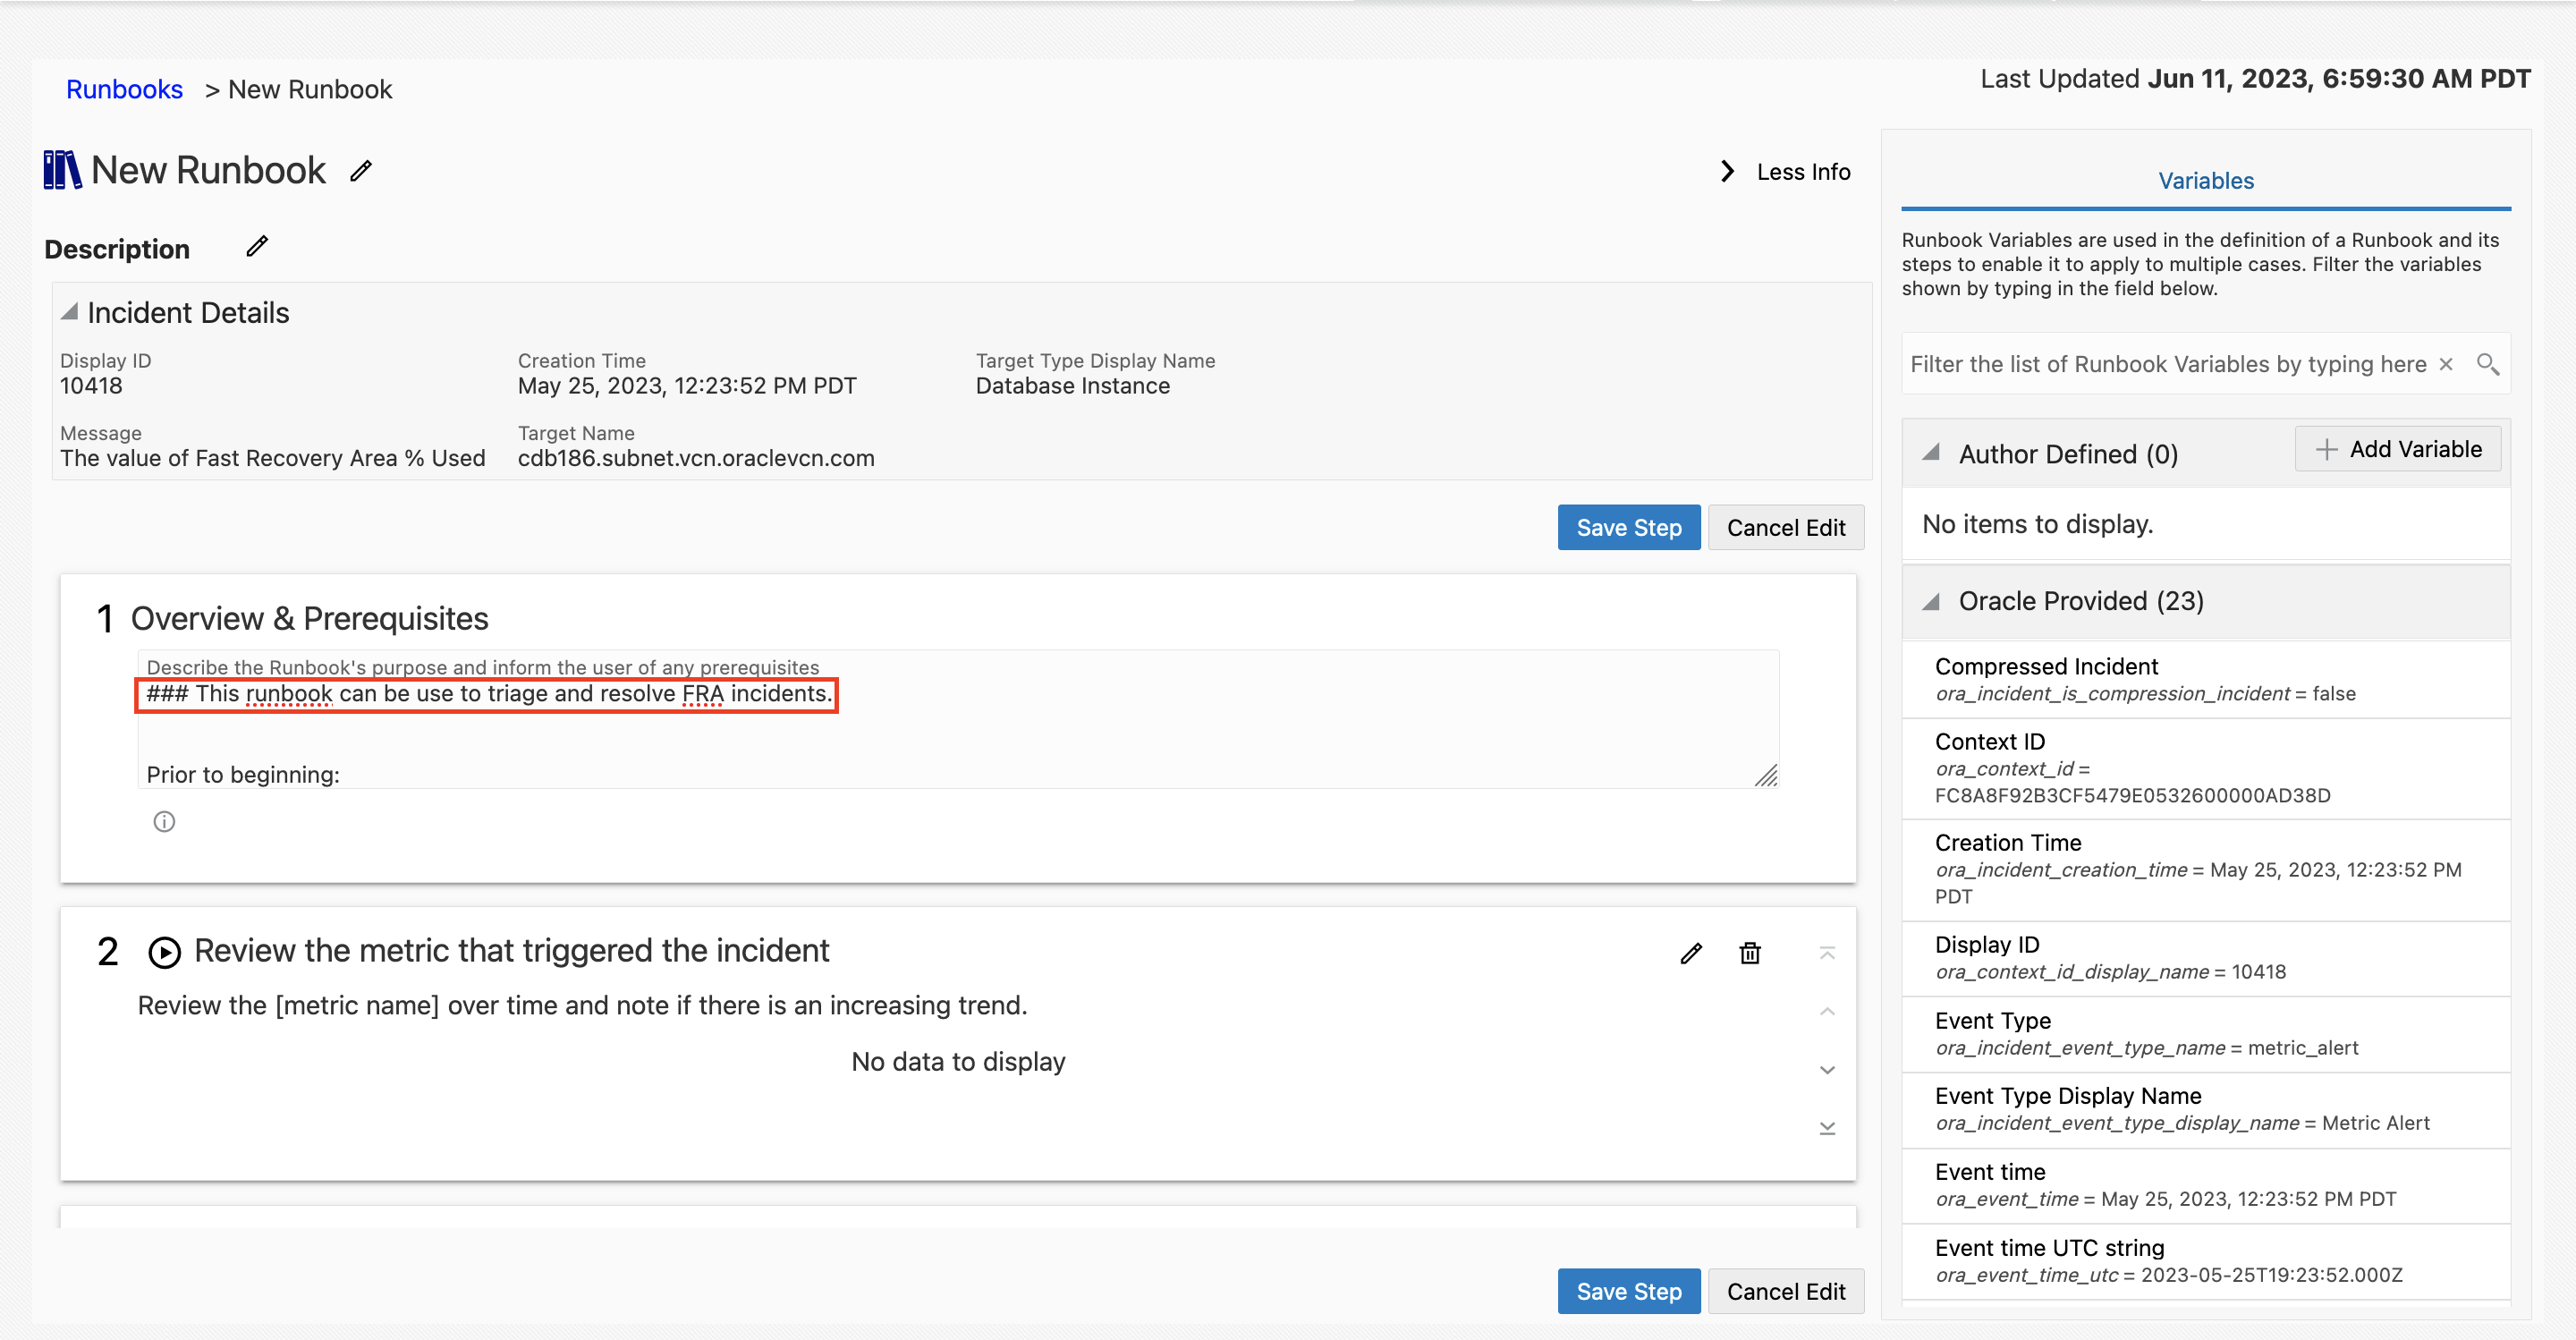 Runbooks > New Runbook
Last Updated Jun 11, 2023, 6:59:30 AM PDT
New Runbook
Less Info
Description
Incident Details
Display ID
10418
Creation Time
May 25, 2023, 12:23:52 PM PDT
Target Type Display Name
Database Instance
Message
The value of Fast Recovery Area % Used
Target Name
cdb186.subnet.vcn.oraclevcn.com
Save Step
Cancel Edit
1 Overview & Prerequisites
Describe the Runbook's purpose and inform the user of any prerequisites
### This runbook can be use to triage and resolve FRA incidents.
Prior to beginning:
2 Review the metric that triggered the incident
Review the [metric name] over time and note if there is an increasing trend.
No data to display
Save Step
Cancel Edit
Variables
Runbook Variables are used in the definition of a Runbook and its
steps to enable it to apply to multiple cases. Filter the variables
shown by typing in the field below.
Filter the list of Runbook Variables by typing here
Author Defined (0)
Add Variable
No items to display.
Oracle Provided (23)
Compressed Incident
ora_incident_is_compression_incident = false
Context ID
ora_context_id =
FC8A8F92B3CF5479E0532600000AD38D
Creation Time
ora_incident_creation_time = May 25, 2023, 12:23:52 PM
PDT
Display ID
ora_context_id_display_name = 10418
Event Type
ora_incident_event_type_name = metric_alert
Event Type Display Name
ora_incident_event_type_display_name = Metric Alert
Event time
ora_event_time = May 25, 2023, 12:23:52 PM PDT
Event time UTC string
ora_event_time_utc = 2023-05-25T19:23:52.000Z